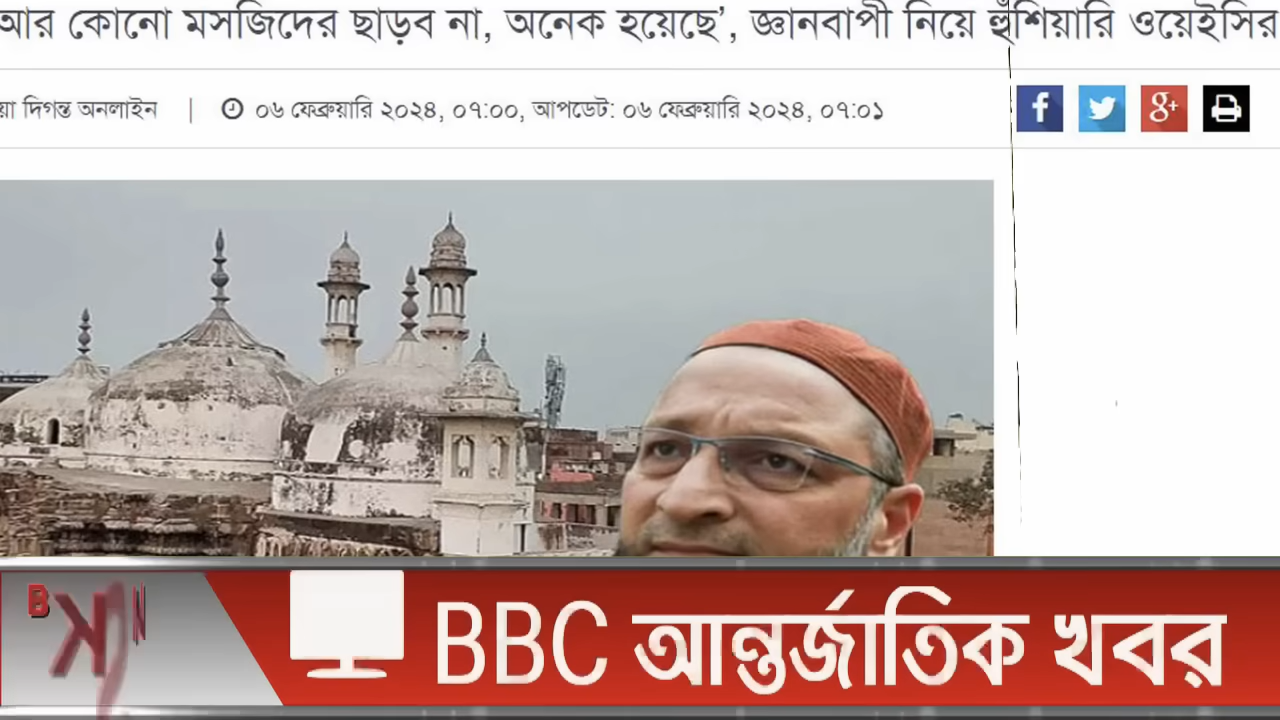 আর কোনো মসজিদের ছাড়ব না, অনেক হয়েছে’, জ্ঞানবাপী নিয়ে হুঁশিয়ারি ওয়েইসির
য়া দিগন্ত অনলাইন | ০৬ ফেব্রুয়ারি ২০২৪, ০৭:০০, আপডেট: ০৬ ফেব্রুয়ারি ২০২৪, ০৭:০১
f 8+
B N
BBC আন্তর্জাতিক খবর